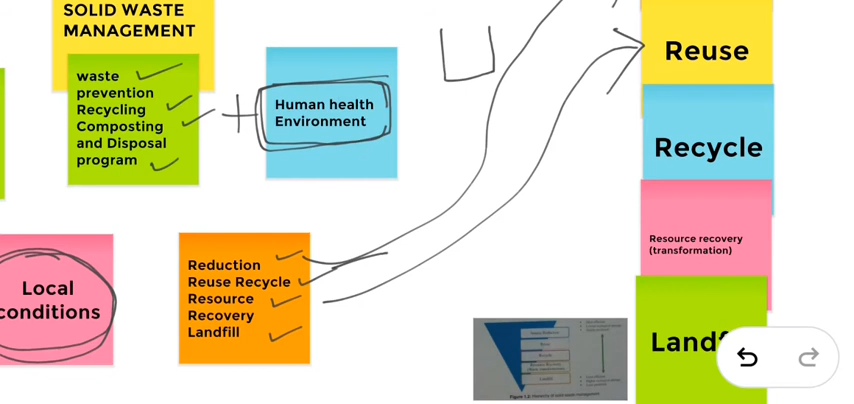 SOLID WASTE
MANAGEMENT
waste
prevention
Recycling
Composting
and Disposal
program
Human health
Environment
Local
conditions
Reduction
Reuse Recycle
Resource
Recovery
Landfill
Reuse
Recycle
Resource recovery
(transformation)